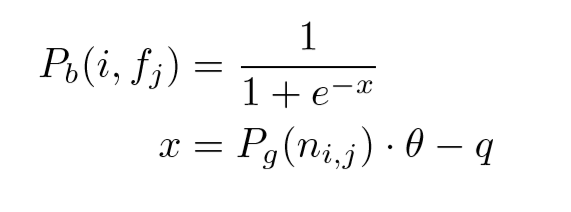 P_b(i, f_j) = \frac{1}{1 + e^{-x}}
x = P_g(n_{i,j}) \cdot \theta - q